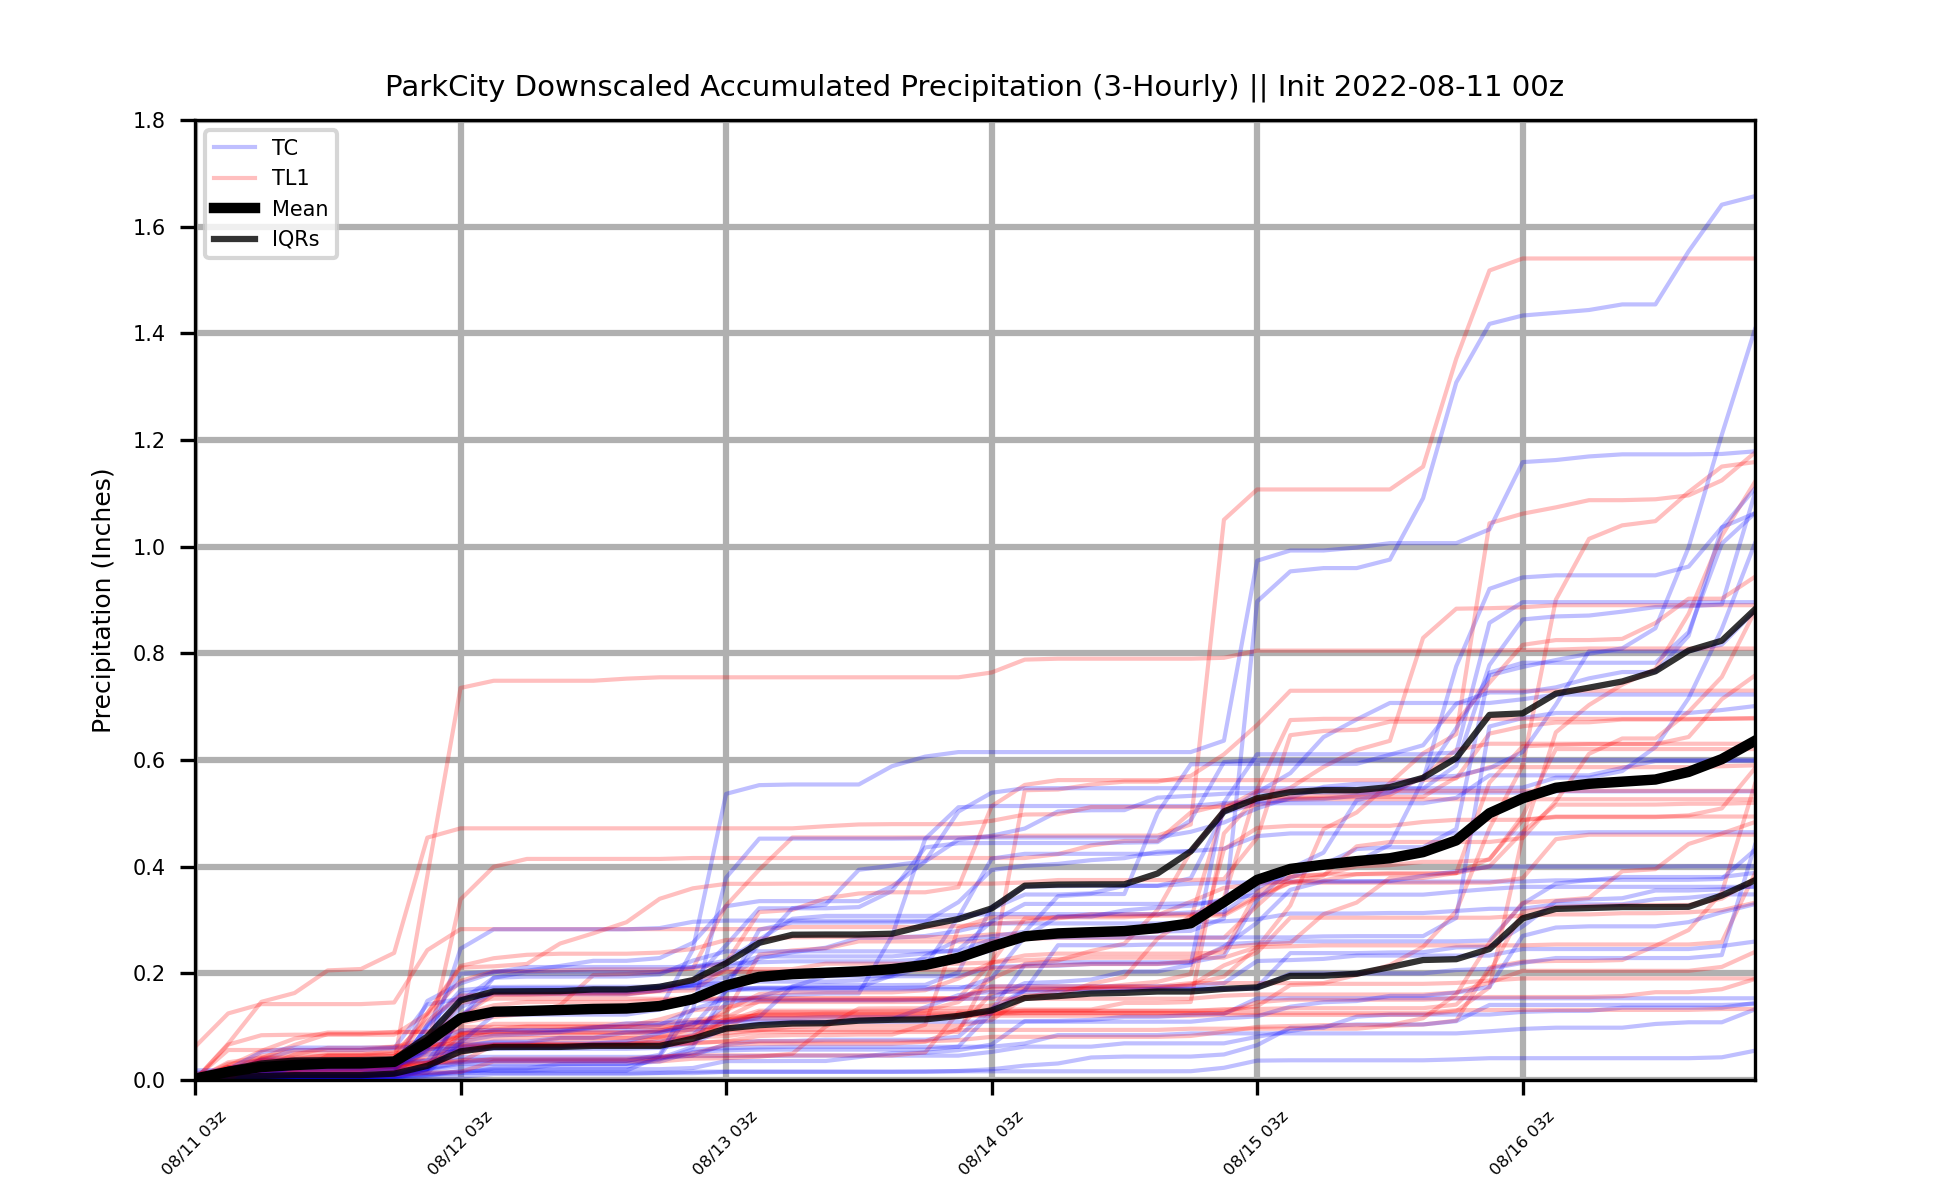 ParkCity Downscaled Accumulated Precipitation (3-Hourly) || Init 2022-08-11 00z
TC
TL1
Mean
IQRs
Precipitation (Inches)
1.8
1.6
1.4
1.2
1.0
0.8
0.6
0.4
0.2
0.0
08/11 03z
08/12 03z
08/13 03z
08/14 03z
08/15 03z
08/16 03z